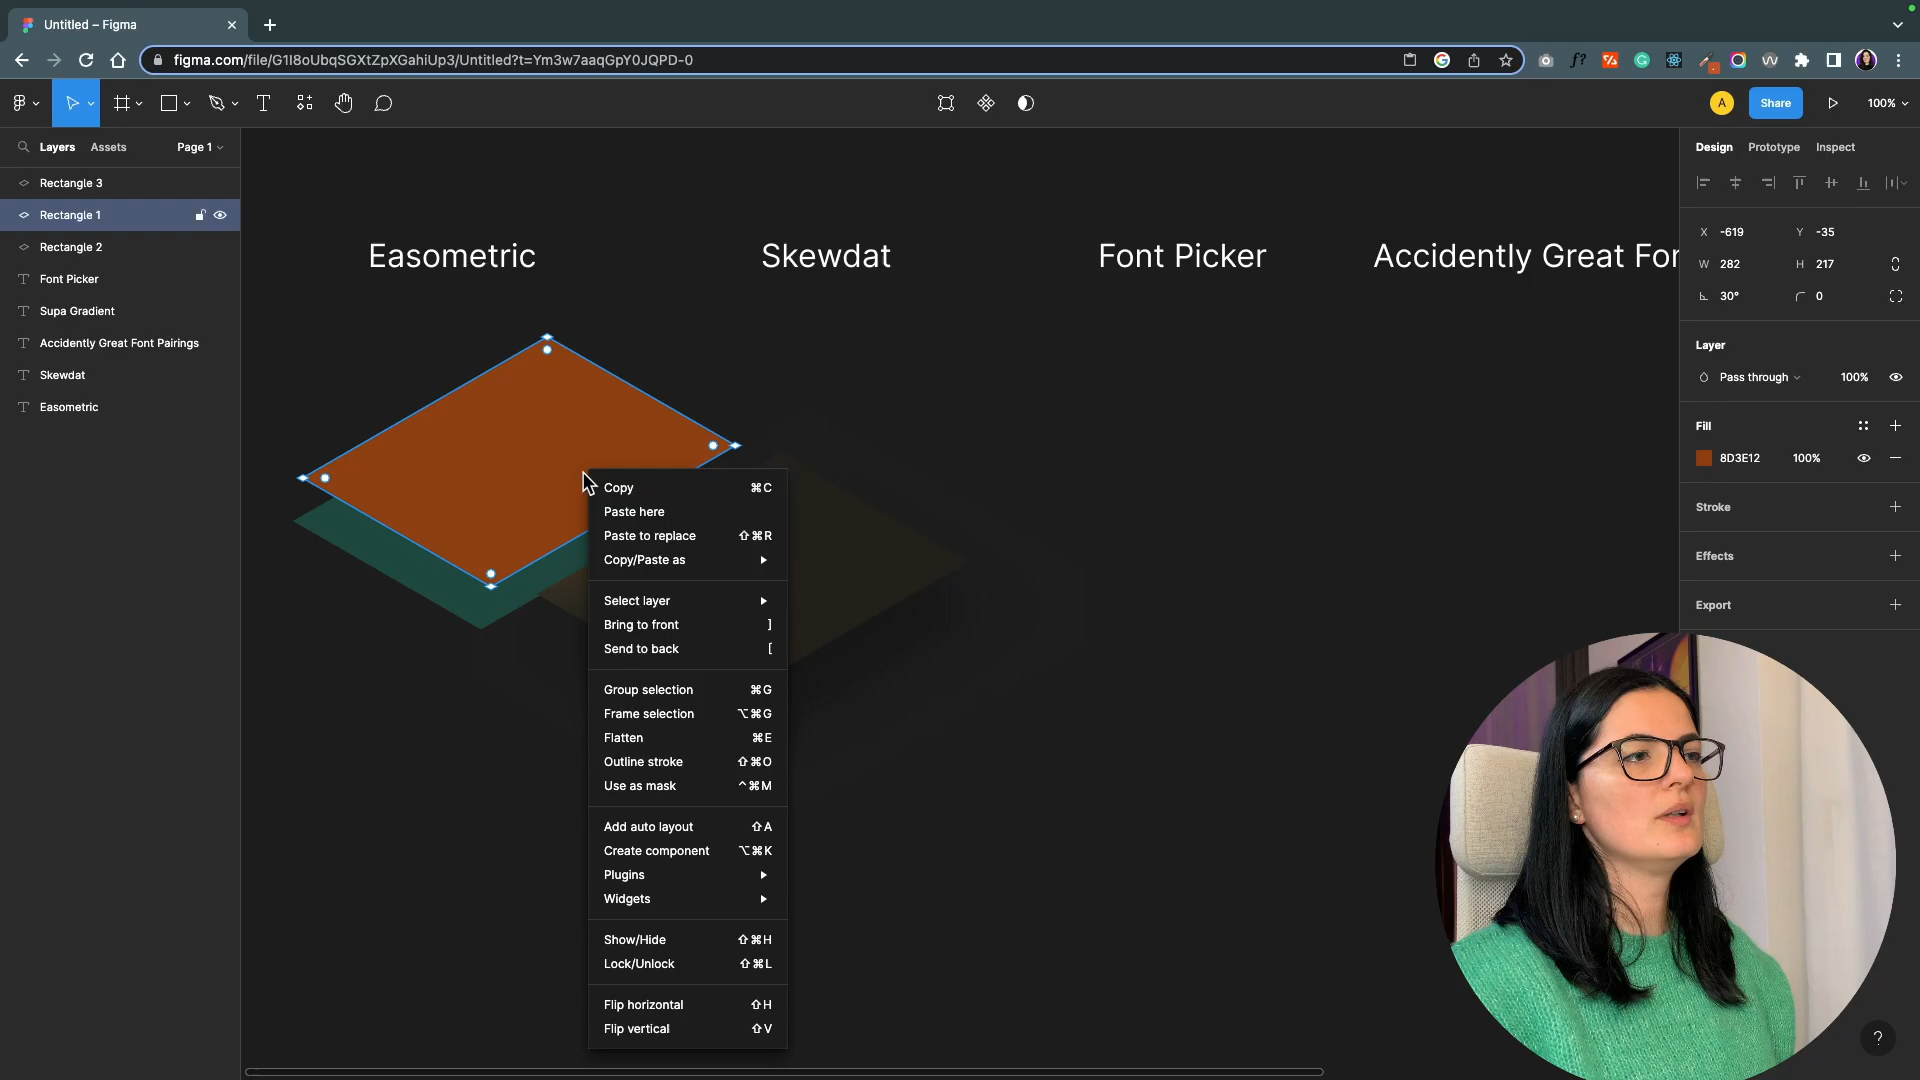 Untitled – Figma
figma.com/file/G1I8oUbqSGXtZpXGahiUp3/Untitled?t=Ym3w7aaqGpY0JQPD-0
A
Share
100%
Layers
Assets
Page 1
Design
Prototype
Inspect
Rectangle 3
Rectangle 1
Rectangle 2
Font Picker
Supa Gradient
Accidently Great Font Pairings
Skewdat
Easometric
Easometric
Skewdat
Font Picker
Accidently Great For
Copy ⌘C
Paste here
Paste to replace ⇧⌘R
Copy/Paste as
Select layer
Bring to front ]
Send to back [
Group selection ⌘G
Frame selection ⌥⌘G
Flatten ⌘E
Outline stroke ⇧⌘O
Use as mask ^⌘M
Add auto layout ⇧A
Create component ⌥⌘K
Plugins
Widgets
Show/Hide ⇧⌘H
Lock/Unlock ⇧⌘L
Flip horizontal ⇧H
Flip vertical ⇧V
X -619 Y -35
W 282 H 217
30° 0
Layer
Pass through 100%
Fill
8D3E12 100%
Stroke
Effects
Export
?